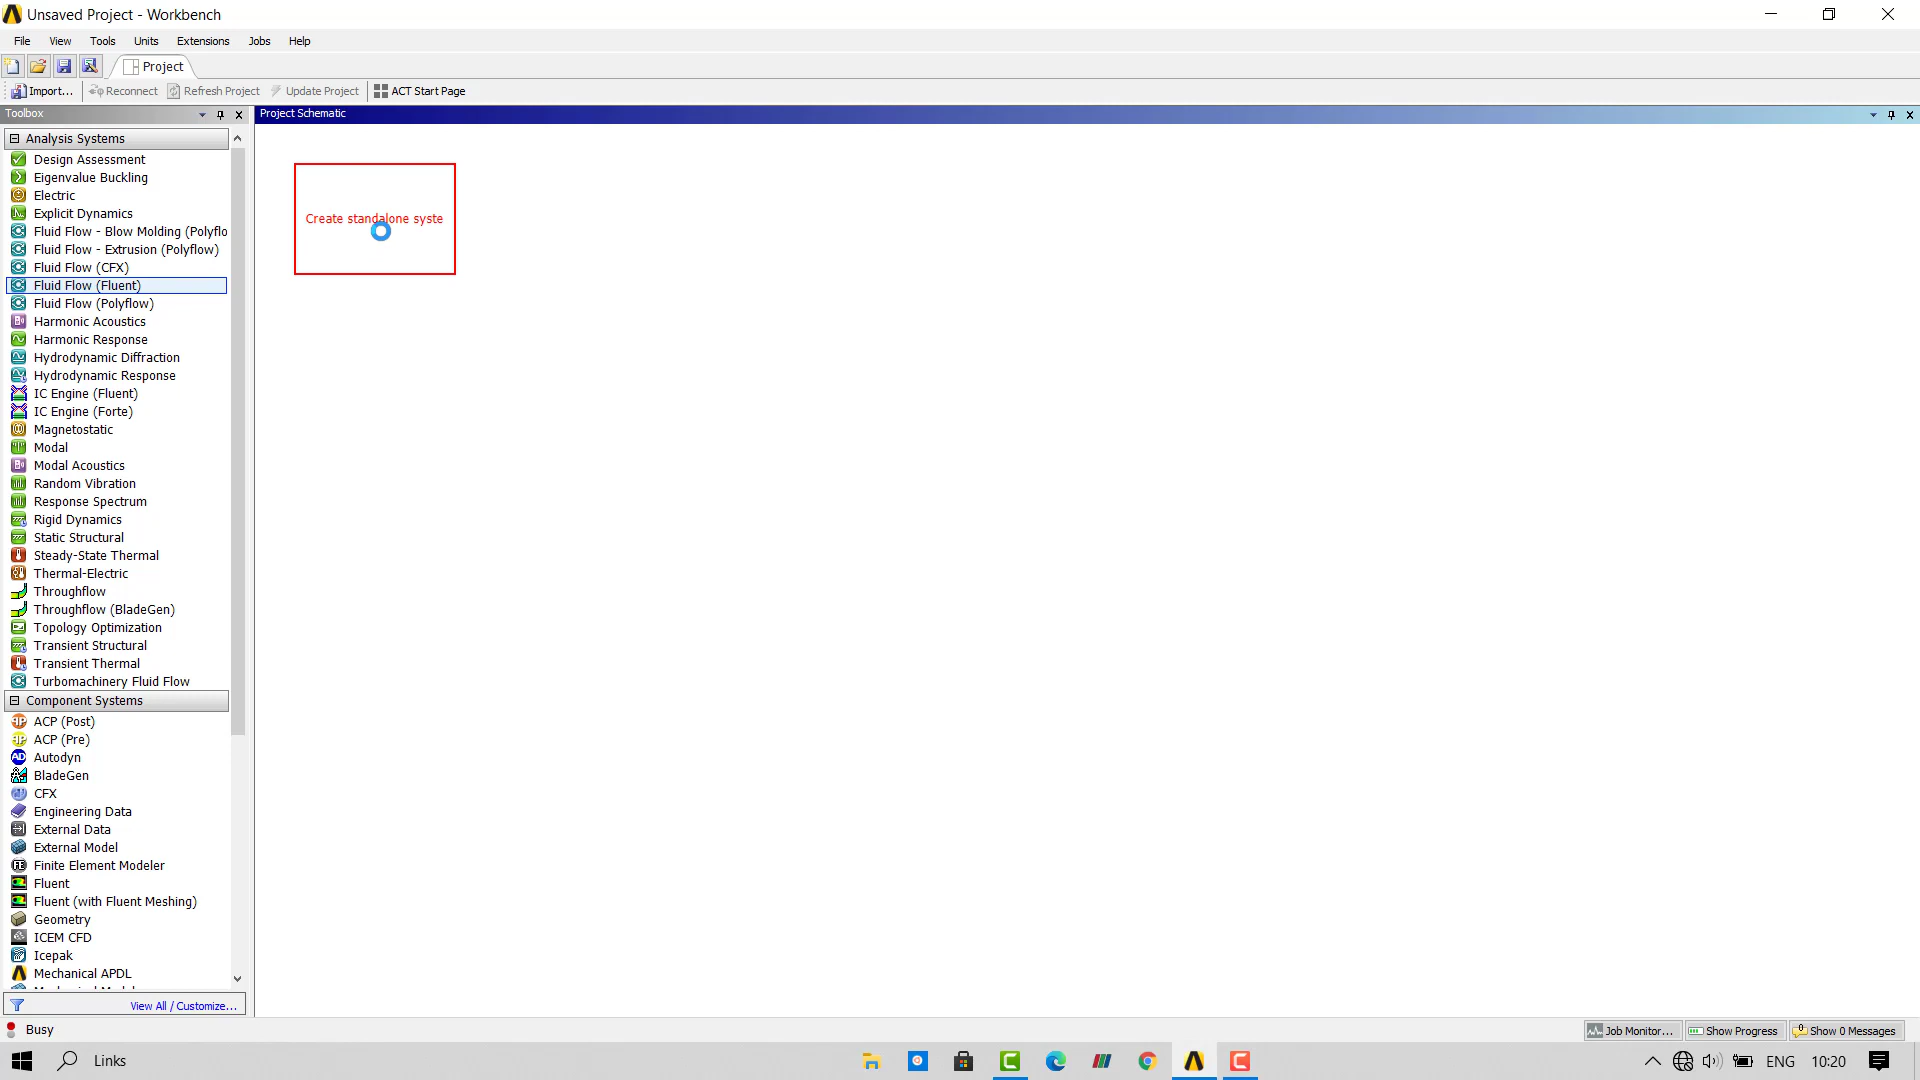 Unsaved Project - Workbench
File View Tools Units Extensions Jobs Help
Project
Import... Reconnect Refresh Project Update Project ACT Start Page
Toolbox
Project Schematic
Analysis Systems
Design Assessment
Eigenvalue Buckling
Electric
Explicit Dynamics
Fluid Flow - Blow Molding (Polyflo
Fluid Flow - Extrusion (Polyflow)
Fluid Flow (CFX)
Fluid Flow (Fluent)
Fluid Flow (Polyflow)
Harmonic Acoustics
Harmonic Response
Hydrodynamic Diffraction
Hydrodynamic Response
IC Engine (Fluent)
IC Engine (Forte)
Magnetostatic
Modal
Modal Acoustics
Random Vibration
Response Spectrum
Rigid Dynamics
Static Structural
Steady-State Thermal
Thermal-Electric
Throughflow
Throughflow (BladeGen)
Topology Optimization
Transient Structural
Transient Thermal
Turbomachinery Fluid Flow
Component Systems
ACP (Post)
ACP (Pre)
Autodyn
BladeGen
CFX
Engineering Data
External Data
External Model
Finite Element Modeler
Fluent
Fluent (with Fluent Meshing)
Geometry
ICEM CFD
Icepak
Mechanical APDL
View All / Customize...
Create standalone syste
Busy
Job Monitor... Show Progress Show 0 Messages
Links
ENG 10:20